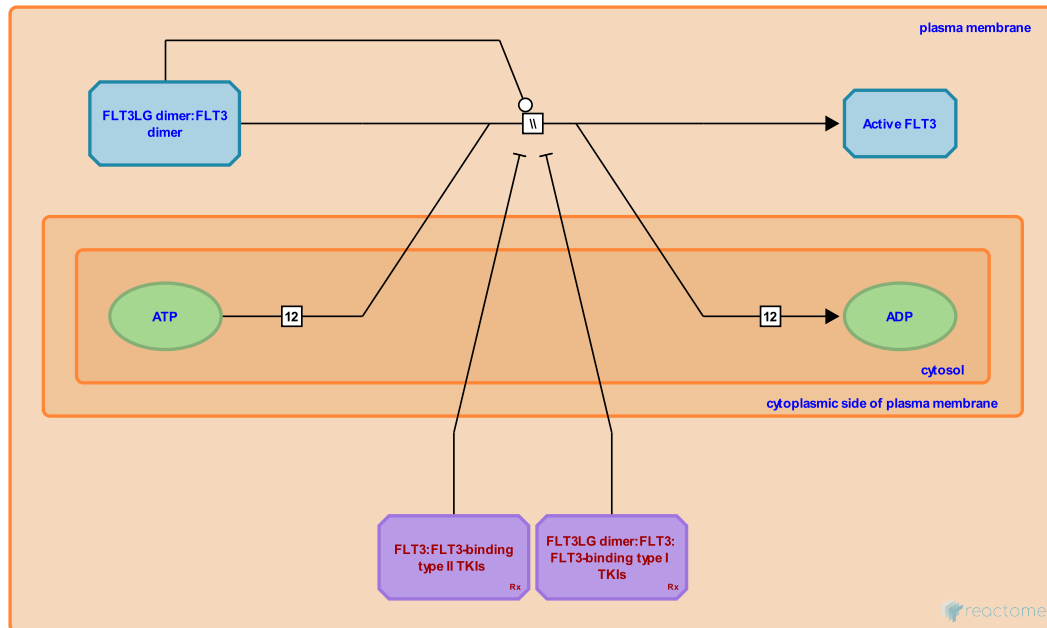 plasma membrane
FLT3LG dimer:FLT3
dimer
\\
Active FLT3
ATP
12
12
ADP
cytosol
cytoplasmic side of plasma membrane
FLT3:FLT3-binding
type II TKIs
Rx
FLT3LG dimer:FLT3:
FLT3-binding type I
TKIs
Rx
reactome